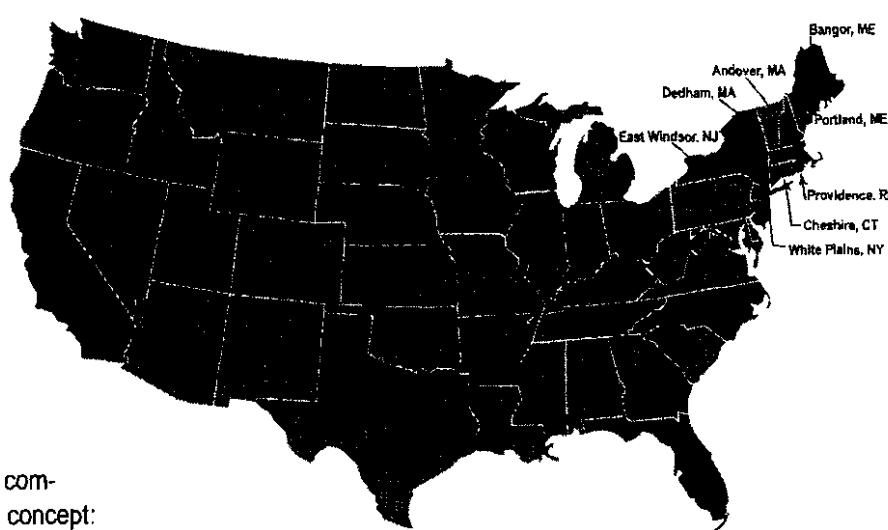 Bangor, ME
Andover, MA
Dedham, MA
Portland, ME
East Windsor, NJ
Providence, R
Cheshire, CT
White Plains, NY
com-
concept: